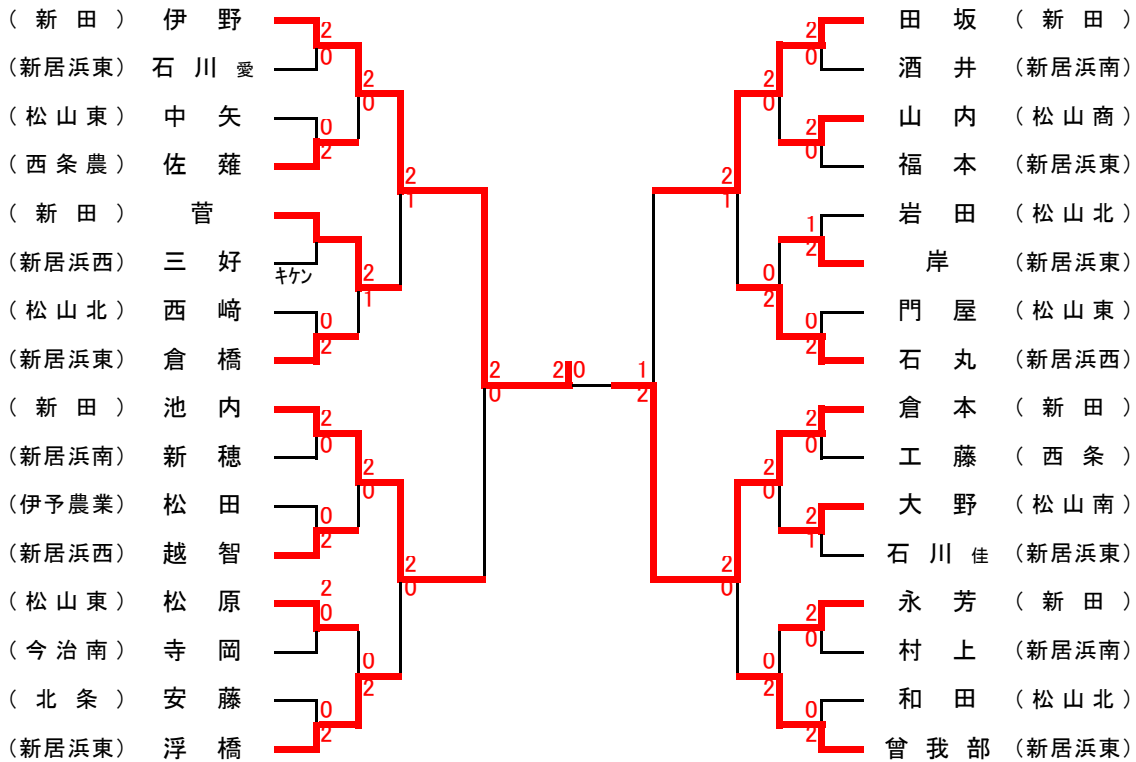 (新田) 伊野 2 2 田坂 (新田)
(新居浜東) 石川 愛 0 2 2 0 酒井 (新居浜南)
(松山東) 中矢 0 0 0 2 山内 (松山商)
(西条農) 佐薙 2 2 2 0 福本 (新居浜東)
(新田) 菅 1 1 1 岩田 (松山北)
(新居浜西) 三好 キケン 2 0 2 岸 (新居浜東)
(松山北) 西﨑 0 1 2 0 門屋 (松山東)
(新居浜東) 倉橋 2 2 2 0 1 2 石丸 (新居浜西)
(新田) 池内 2 0 2 2 倉本 (新田)
(新居浜南) 新穂 0 2 2 0 工藤 (西条)
(伊予農業) 松田 0 0 0 2 大野 (松山南)
(新居浜西) 越智 2 2 2 1 石川 佳 (新居浜東)
(松山東) 松原 2 0 0 0 2 永芳 (新田)
(今治南) 寺岡 0 0 0 村上 (新居浜南)
(北条) 安藤 0 2 2 0 和田 (松山北)
(新居浜東) 浮橋 2 2 曾我部 (新居浜東)